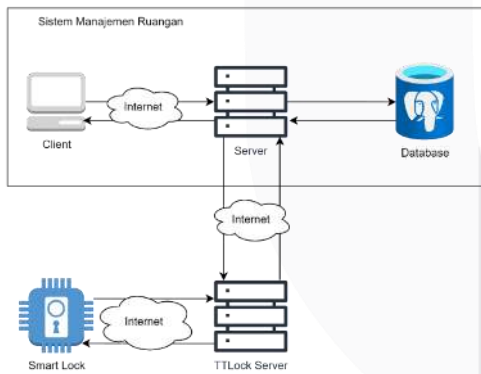 Sistem Manajemen Ruangan
Internet
Client
Server
Database
Internet
Internet
Smart Lock
TTLock Server